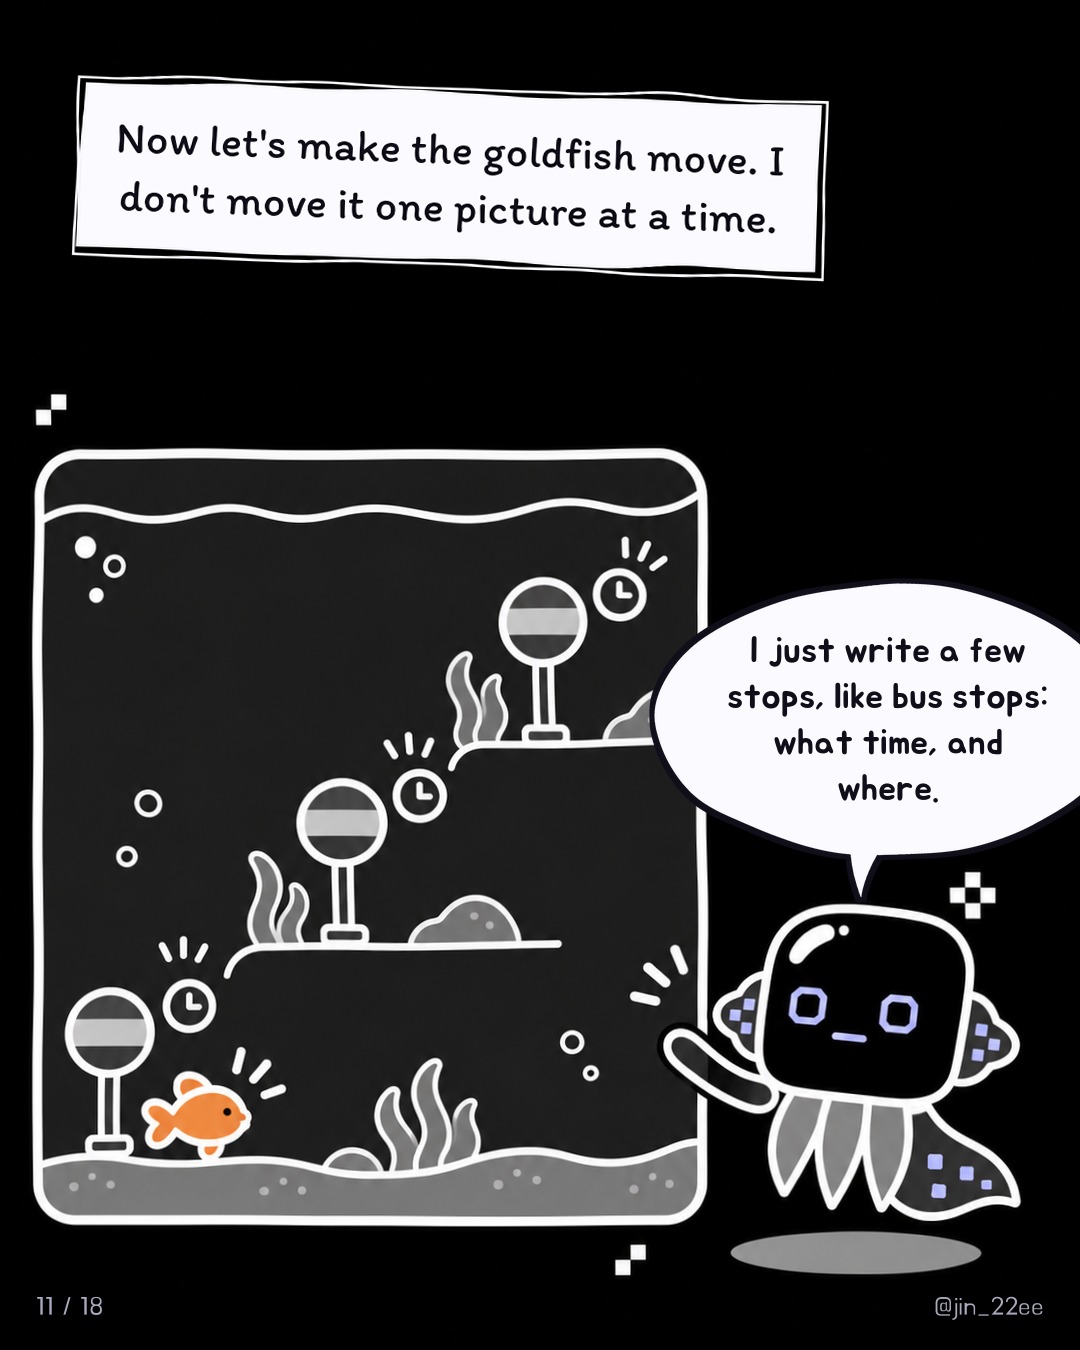 Now let's make the goldfish move. I
don't move it one picture at a time.
I just write a few
stops, like bus stops:
what time, and
where.
11 / 18
@jin_22ee